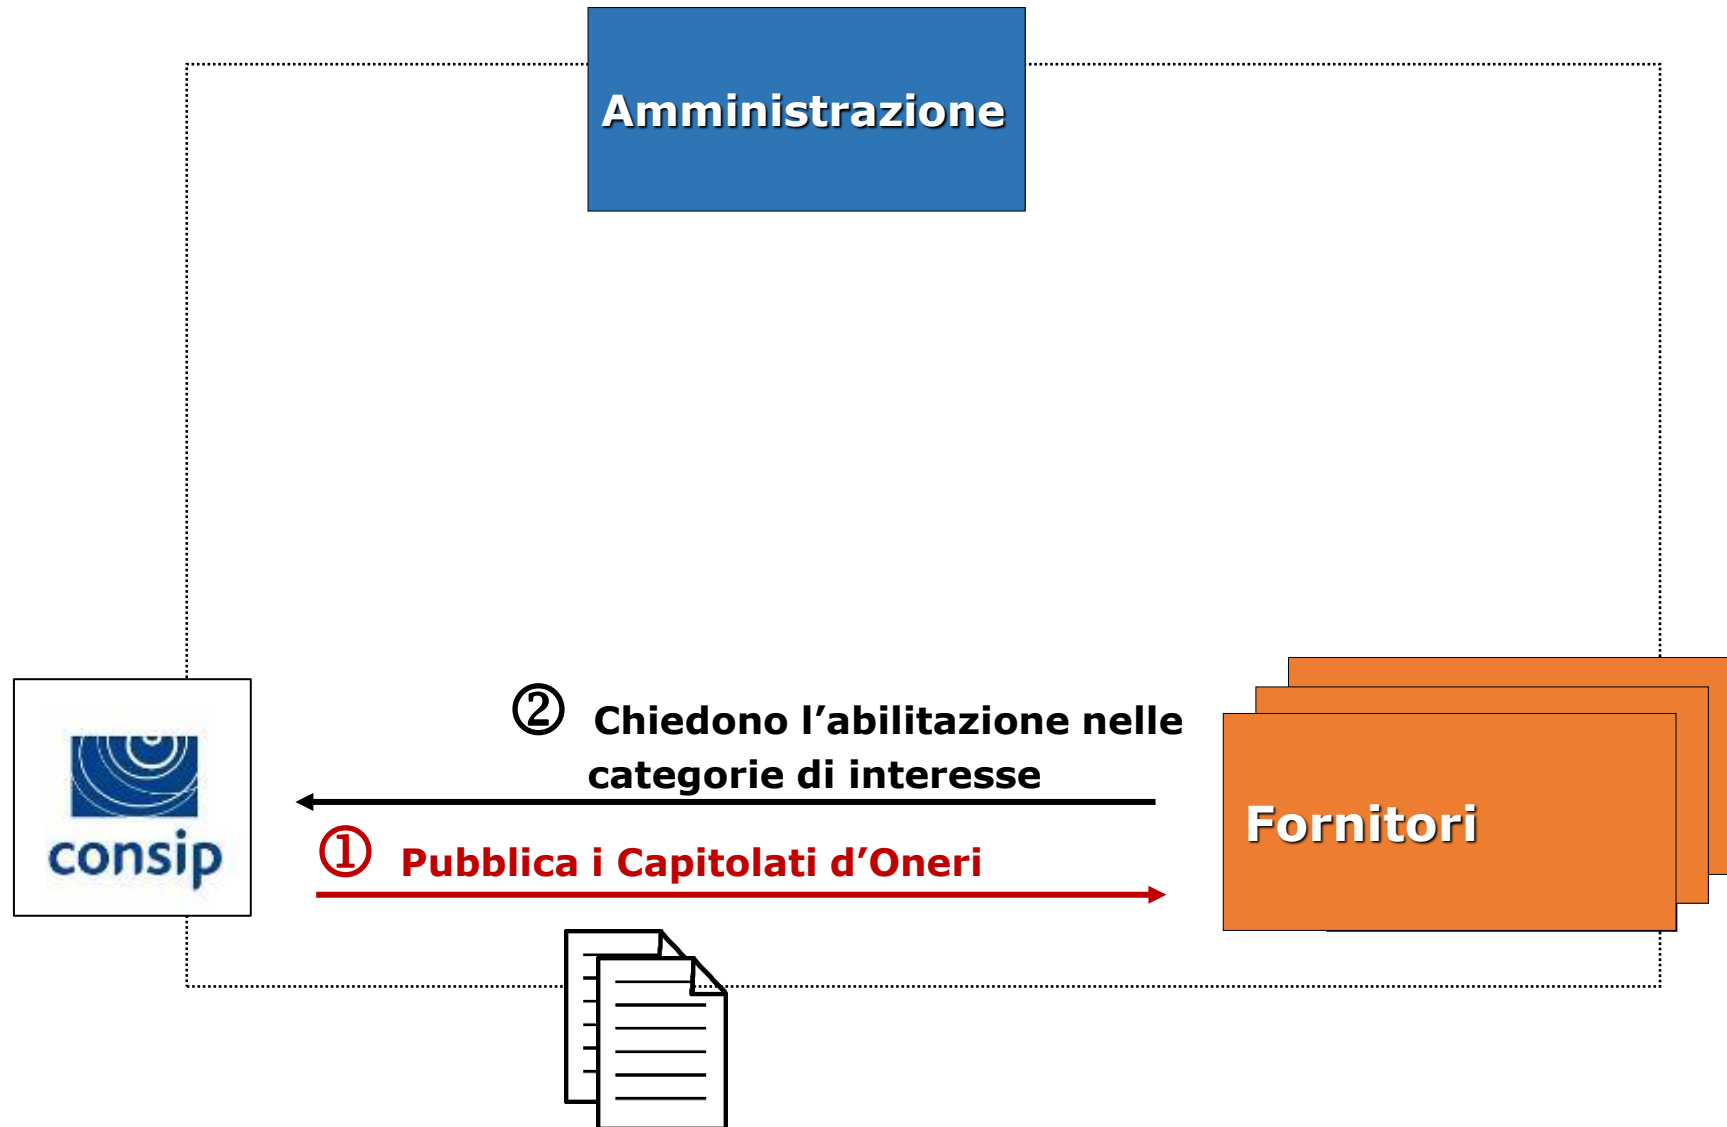 Amministrazione
② Chiedono l’abilitazione nelle
categorie di interesse
consip
① Pubblica i Capitolati d’Oneri
Fornitori